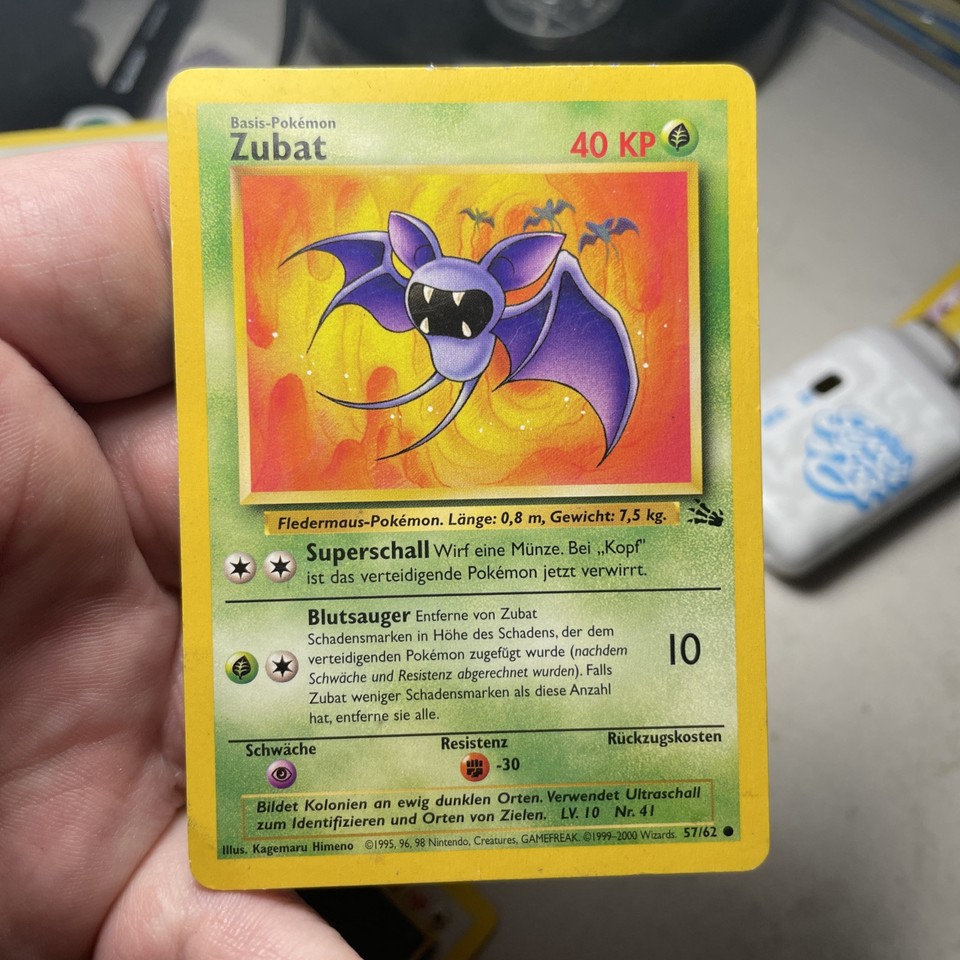 Basis-Pokémon
Zubat
40 KP
Fledermaus-Pokémon. Länge: 0,8 m, Gewicht: 7,5 kg.
Superschall Wirf eine Münze. Bei „Kopf"
ist das verteidigende Pokémon jetzt verwirrt.
Blutsauger Entferne von Zubat
Schadensmarken in Höhe des Schadens, der dem
verteidigenden Pokémon zugefügt wurde (nachdem
Schwäche und Resistenz abgerechnet wurden). Falls
Zubat weniger Schadensmarken als diese Anzahl
hat, entferne sie alle.
10
Schwäche
Resistenz
-30
Rückzugskosten
Bildet Kolonien an ewig dunklen Orten. Verwendet Ultraschall
zum Identifizieren und Orten von Zielen. LV. 10 Nr. 41
Illus. Kagemaru Himeno ©1995, 96, 98 Nintendo, Creatures, GAMEFREAK. ©1999-2000 Wizards. 57/62